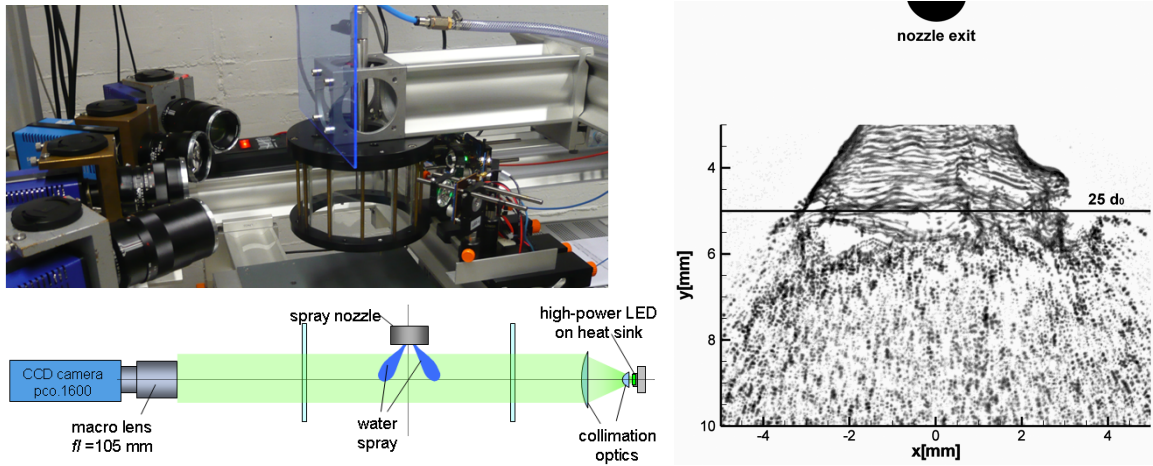 spray nozzle
high-power LED
on heat sink
CCD camera
pco.1600
macro lens
fl =105 mm
water
spray
collimation
optics
nozzle exit
4
25 d₀
6
y[mm]
8
10
-4 -2 0 2 4
x[mm]